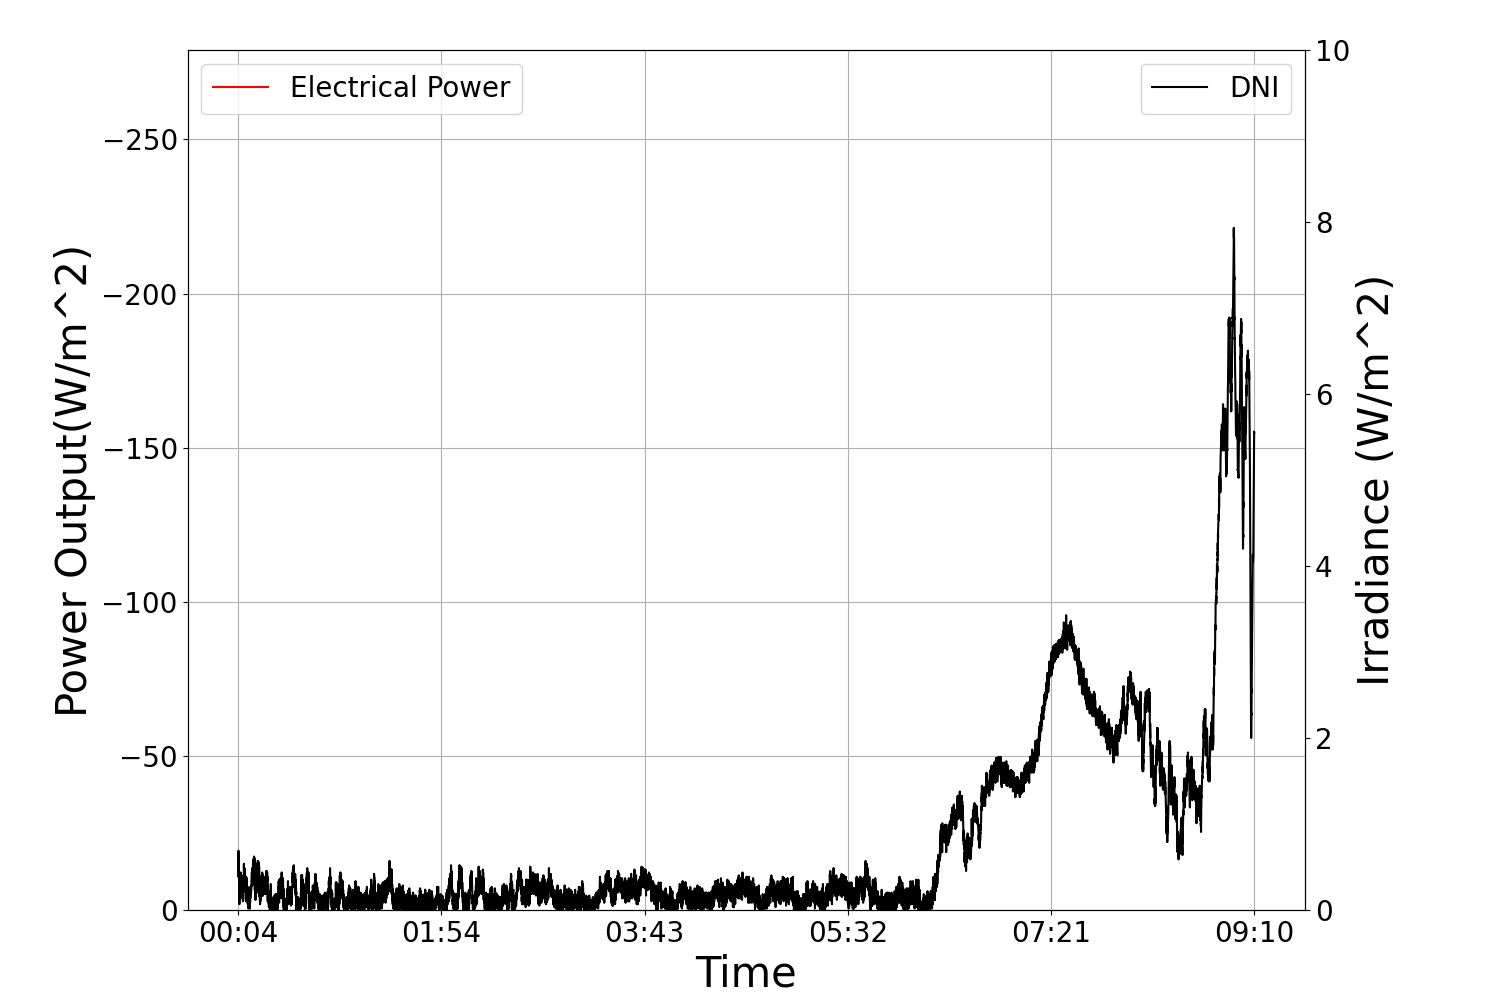 Electrical Power
DNI
Power Output(W/m^2)
−250
−200
−150
−100
−50
0
10
8
6
4
2
0
Irradiance (W/m^2)
00:04 01:54 03:43 05:32 07:21 09:10
Time